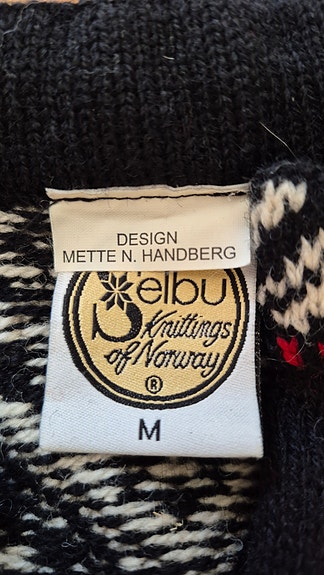 DESIGN
METTE N. HANDBERG
Selbu
Knittings
of Norway
®
M